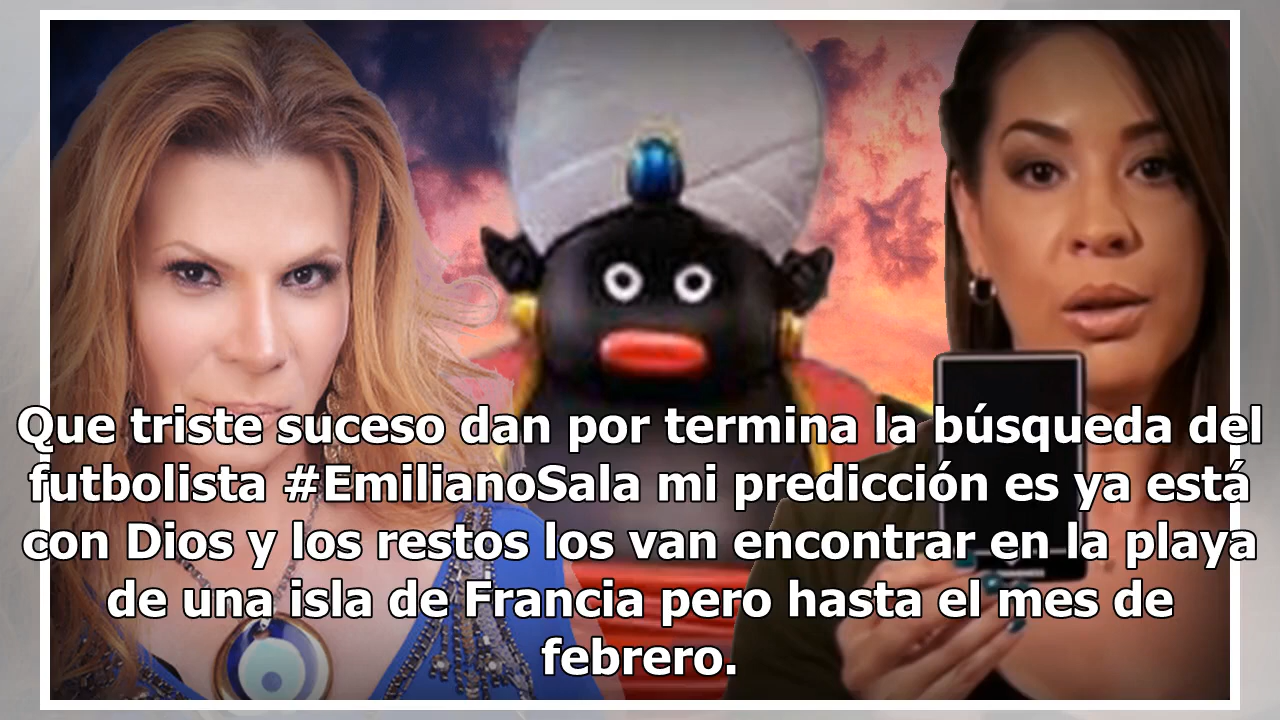 Que triste suceso dan por termina la búsqueda del
futbolista #EmilianoSala mi predicción es ya está
con Dios y los restos los van encontrar en la playa
de una isla de Francia pero hasta el mes de
febrero.